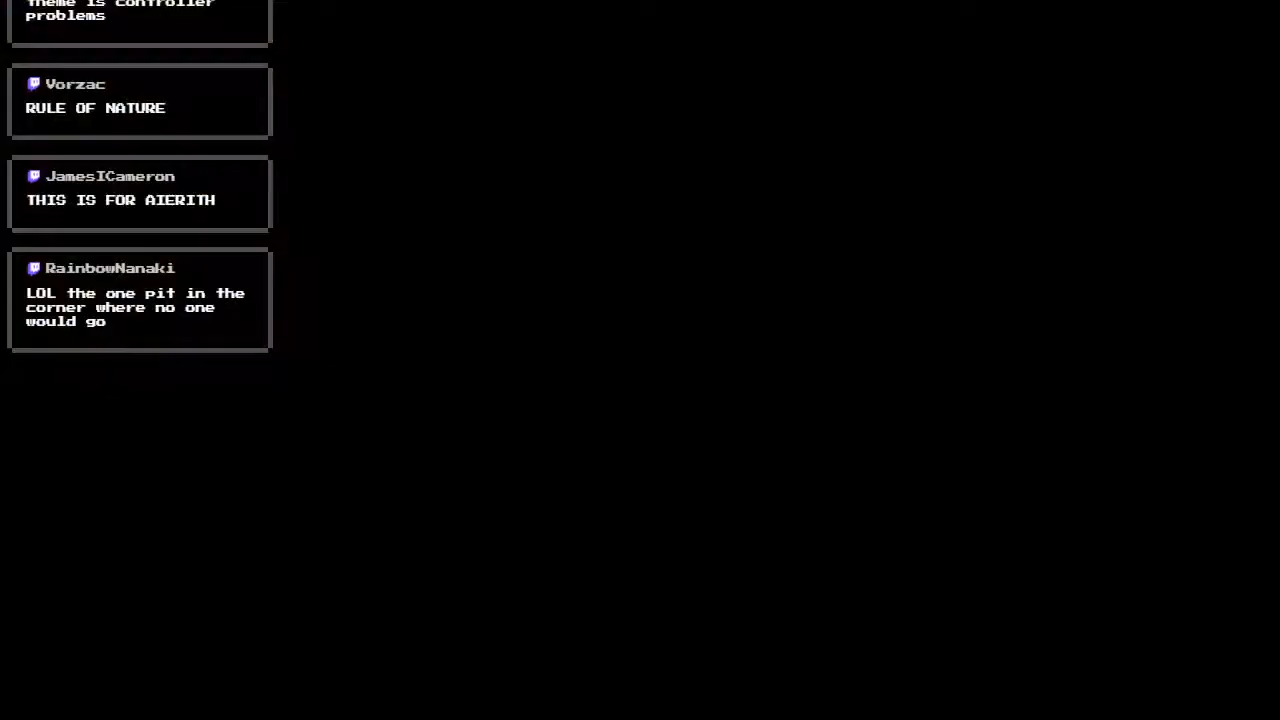 theme is controller
problems
Vorzac
RULE OF NATURE
JamesICameron
THIS IS FOR AIERITH
RainbowNanaki
LOL the one pit in the
corner where no one
would go